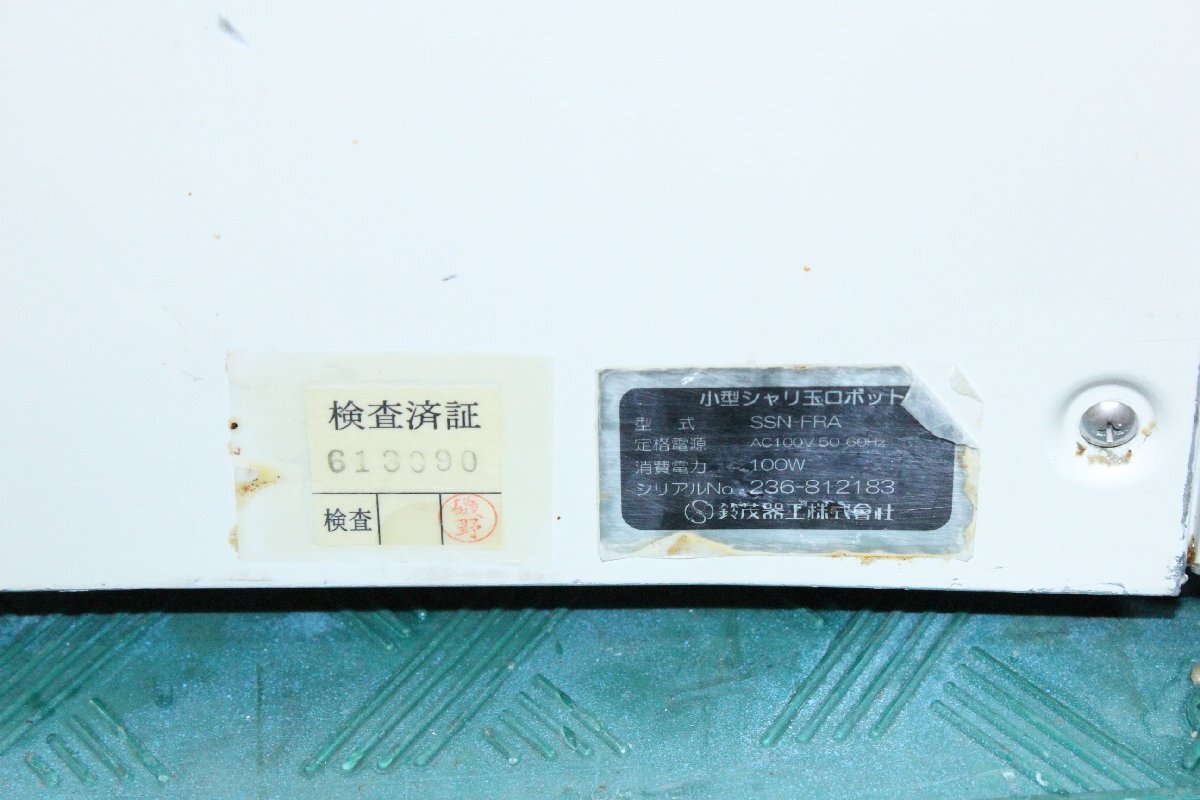 検査済証
613090
検査
磯野
小型シャリ玉ロボット
型式 SSN-FRA
定格電源 AC100V 50-60Hz
消費電力 100W
シリアルNo. 236-812183
鈴茂器工株式會社